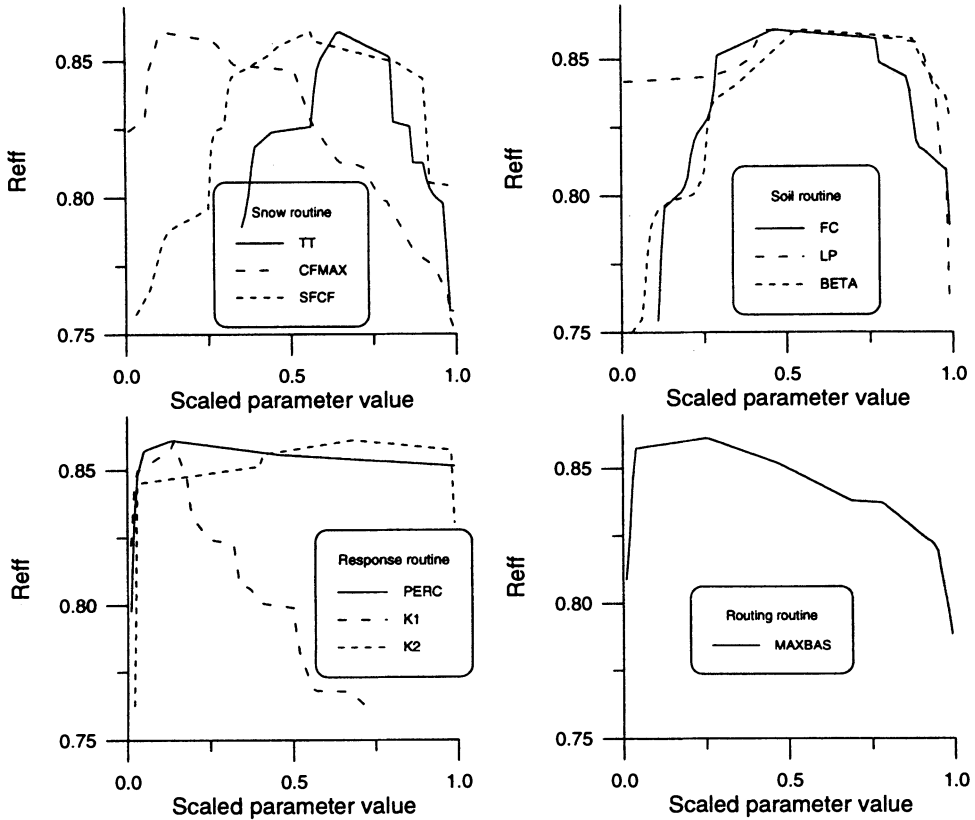 Reff
0.85
0.80
0.75
Snow routine
TT
CFMAX
SFCF
0.0
0.5
1.0
Scaled parameter value
Reff
0.85
0.80
0.75
Soil routine
FC
LP
BETA
0.0
0.5
1.0
Scaled parameter value
Reff
0.85
0.80
0.75
Response routine
PERC
K1
K2
0.0
0.5
1.0
Scaled parameter value
Reff
0.85
0.80
0.75
Routing routine
MAXBAS
0.0
0.5
1.0
Scaled parameter value